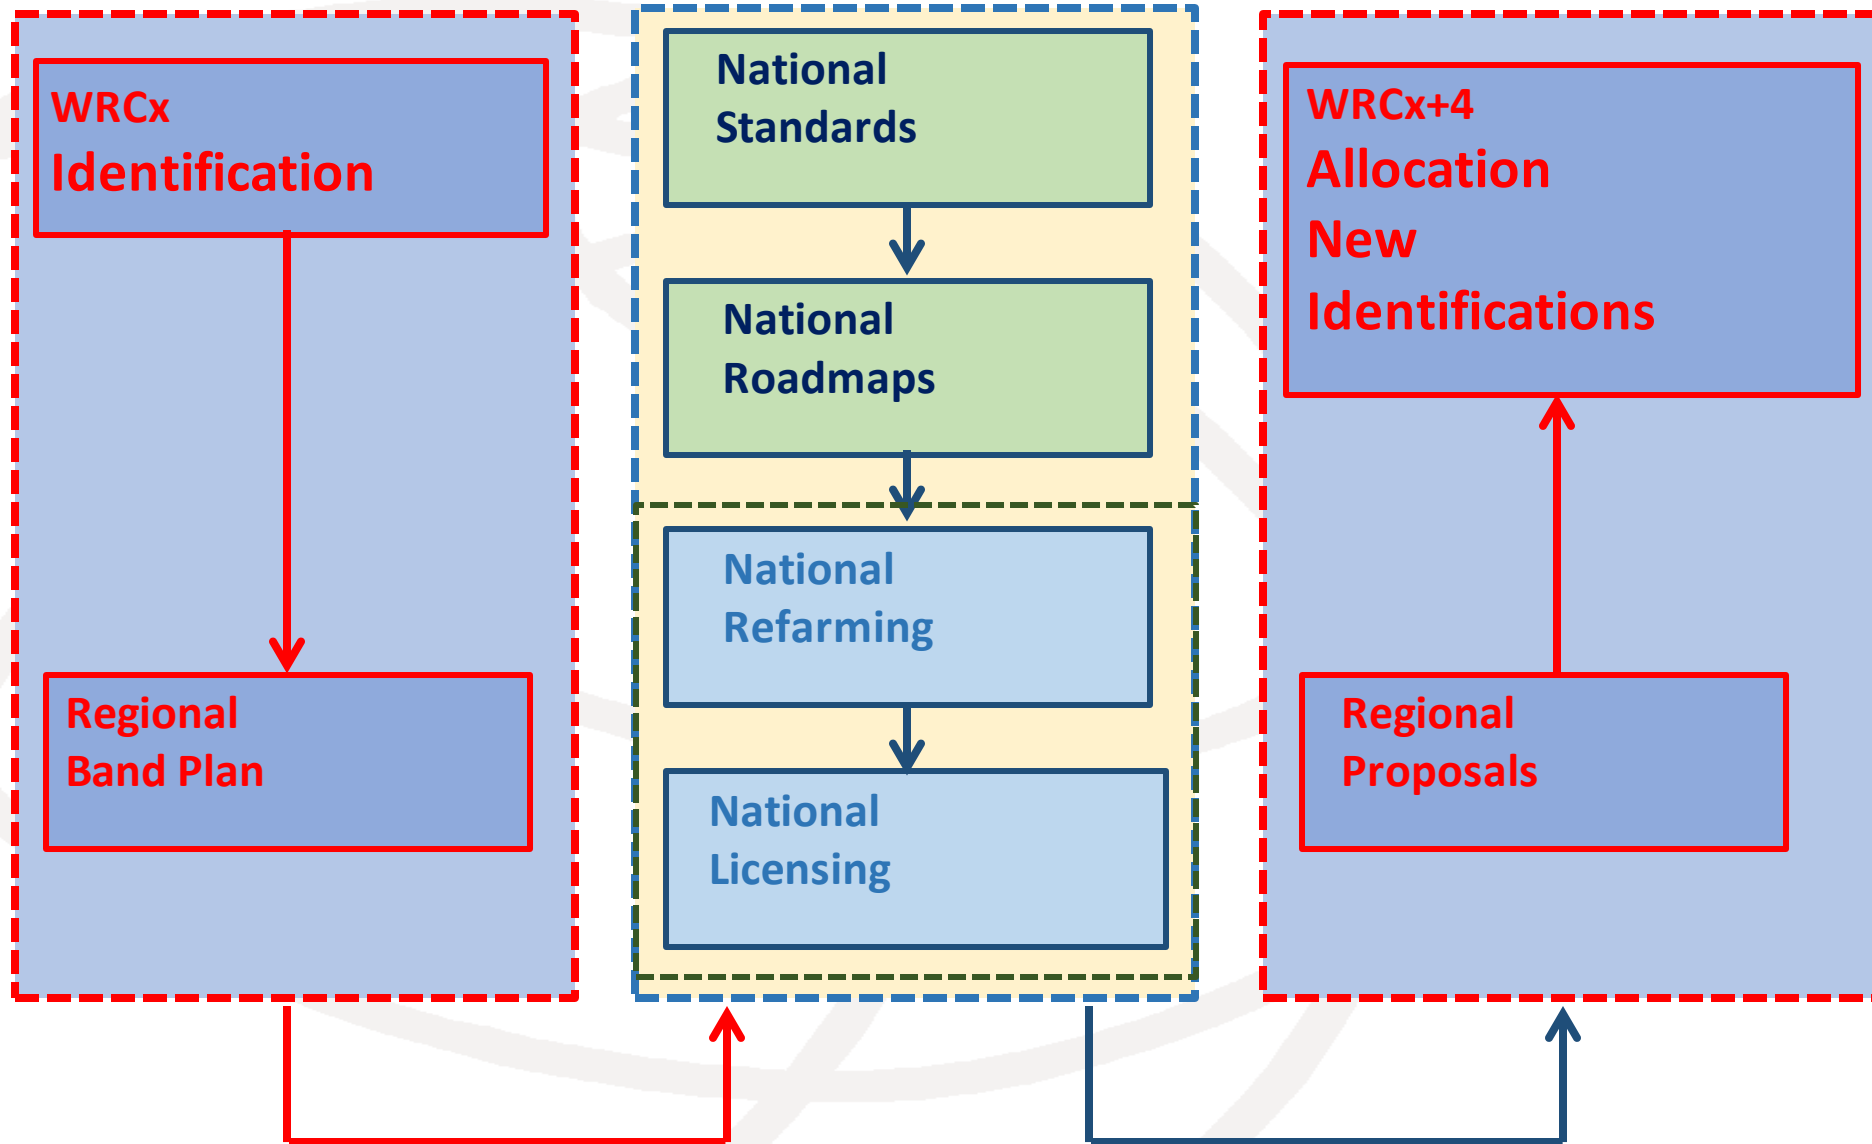 WRCx
Identification
Regional
Band Plan
National
Standards
National
Roadmaps
National
Refarming
National
Licensing
WRCx+4
Allocation
New
Identifications
Regional
Proposals